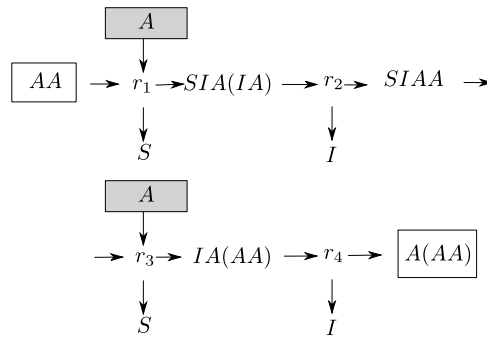 A
AA r₁ SIA(IA) r₂ SIAA
S I
A
r₃ IA(AA) r₄ A(AA)
S I